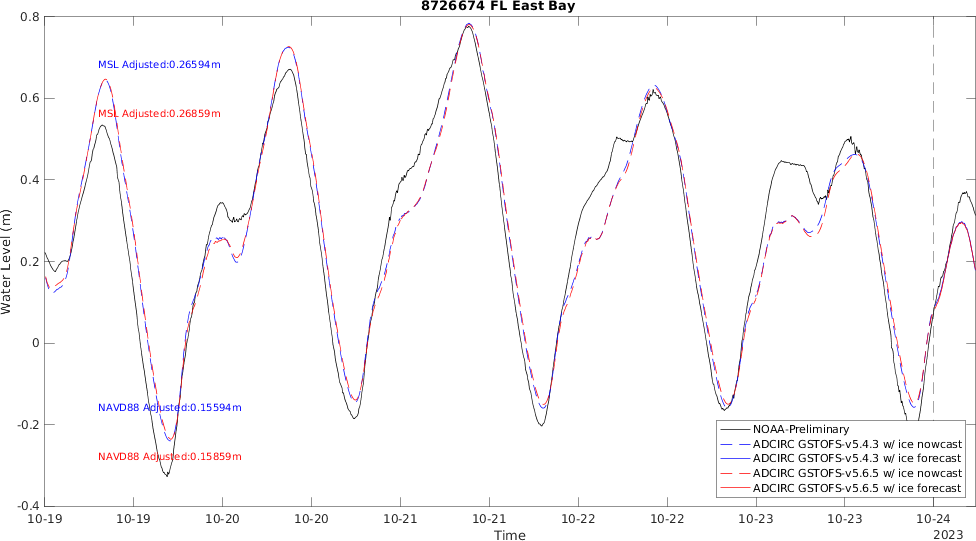 8726674 FL East Bay
0.8
0.6
0.4
0.2
0
-0.2
-0.4
Water Level (m)
MSL Adjusted:0.26594m
MSL Adjusted:0.26859m
NAVD88 Adjusted:0.15594m
NAVD88 Adjusted:0.15859m
NOAA-Preliminary
ADCIRC GSTOFS-v5.4.3 w/ ice nowcast
ADCIRC GSTOFS-v5.4.3 w/ ice forecast
ADCIRC GSTOFS-v5.6.5 w/ ice nowcast
ADCIRC GSTOFS-v5.6.5 w/ ice forecast
10-19 10-19 10-20 10-20 10-21 10-21 10-22 10-22 10-23 10-23 10-24
2023
Time